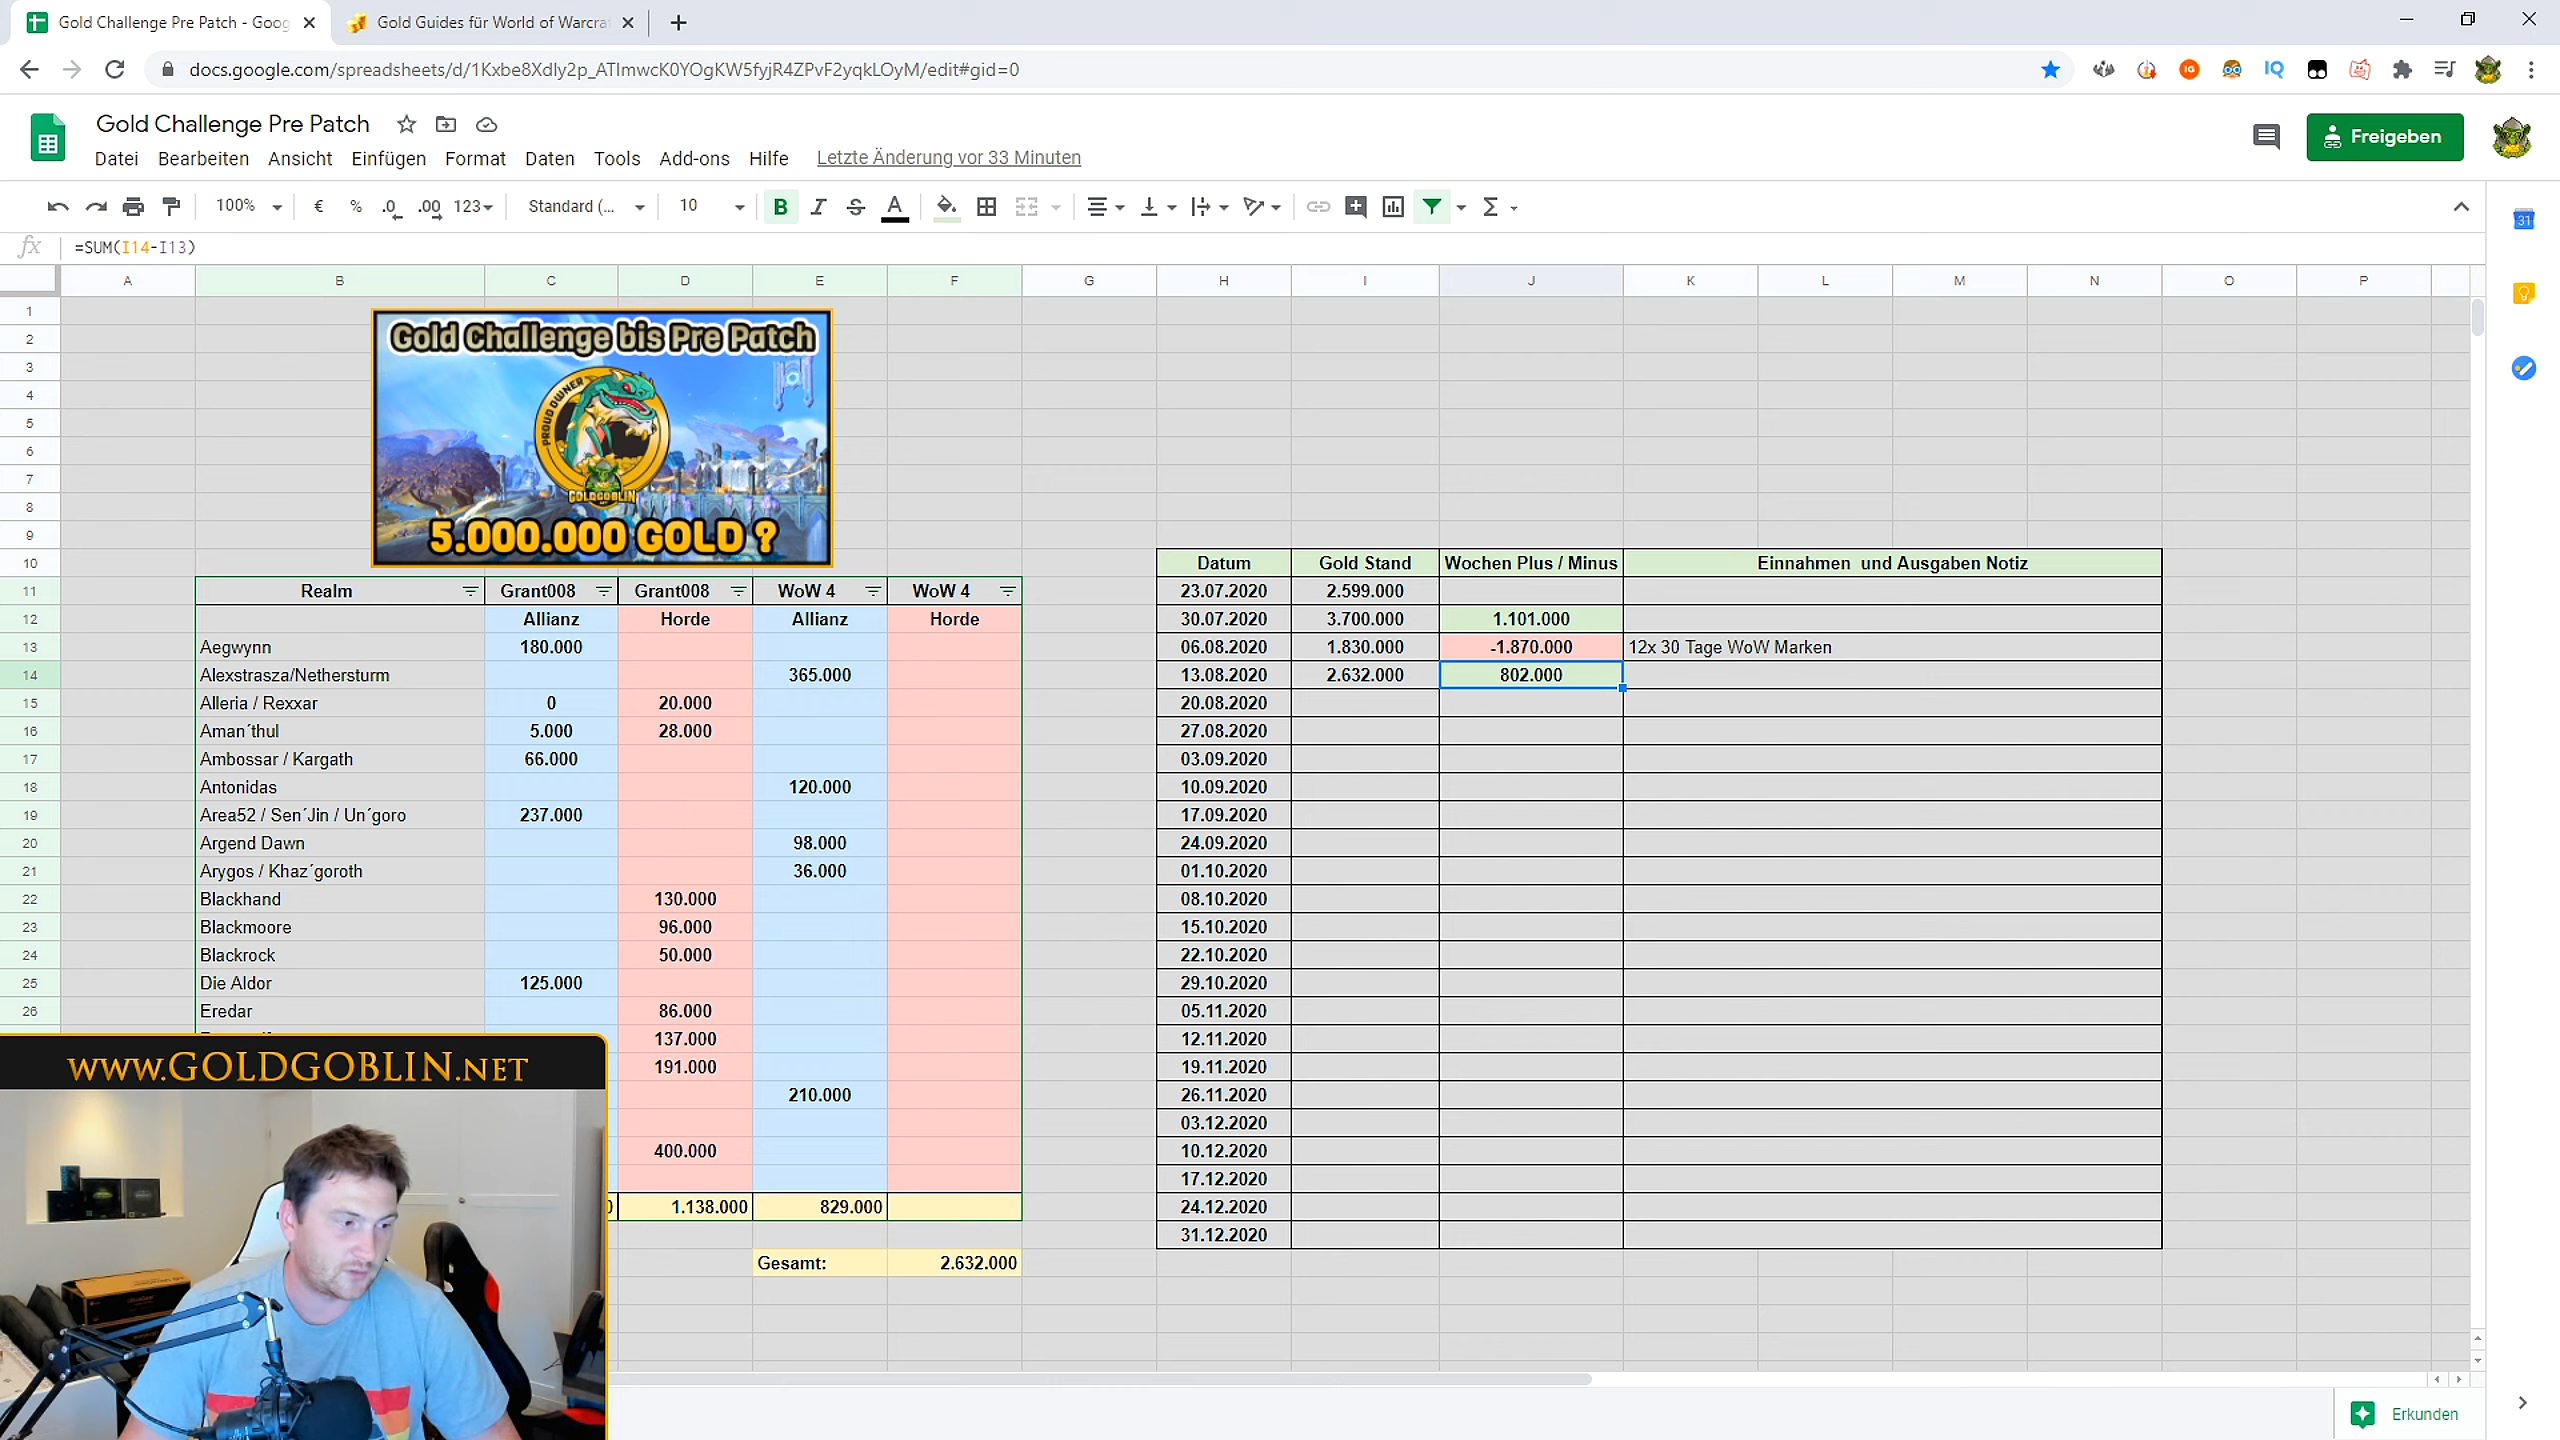 Gold Challenge Pre Patch - Goog
Gold Guides für World of Warcra
docs.google.com/spreadsheets/d/1Kxbe8Xdly2p_ATlmwcK0YOgKW5fyjR4ZPvF2yqkLOyM/edit#gid=0
Gold Challenge Pre Patch
Datei Bearbeiten Ansicht Einfügen Format Daten Tools Add-ons Hilfe Letzte Änderung vor 33 Minuten
Freigeben
100% € % .0 .00 123 Standard (... 10 B I S A
31
fx =SUM(I14-I13)
A B C D E F G H I J K L M N O P
1
2
3
4
5
6
7
8
9
Gold Challenge bis Pre Patch
PROUD OWNER
GOLDGOBLIN
5.000.000 GOLD ?
10 Datum Gold Stand Wochen Plus / Minus Einnahmen und Ausgaben Notiz
11 Realm Grant008 Grant008 WoW 4 WoW 4 23.07.2020 2.599.000
12 Allianz Horde Allianz Horde 30.07.2020 3.700.000 1.101.000
13 Aegwynn 180.000 06.08.2020 1.830.000 -1.870.000 12x 30 Tage WoW Marken
14 Alexstrasza/Nethersturm 365.000 13.08.2020 2.632.000 802.000
15 Alleria / Rexxar 0 20.000 20.08.2020
16 Aman´thul 5.000 28.000 27.08.2020
17 Ambossar / Kargath 66.000 03.09.2020
18 Antonidas 120.000 10.09.2020
19 Area52 / Sen´Jin / Un´goro 237.000 17.09.2020
20 Argend Dawn 98.000 24.09.2020
21 Arygos / Khaz´goroth 36.000 01.10.2020
22 Blackhand 130.000 08.10.2020
23 Blackmoore 96.000 15.10.2020
24 Blackrock 50.000 22.10.2020
25 Die Aldor 125.000 29.10.2020
26 Eredar 86.000 05.11.2020
137.000 12.11.2020
191.000 19.11.2020
210.000 26.11.2020
03.12.2020
400.000 10.12.2020
17.12.2020
1.138.000 829.000 24.12.2020
31.12.2020
Gesamt: 2.632.000
www.GOLDGOBLIN.NET
Erkunden